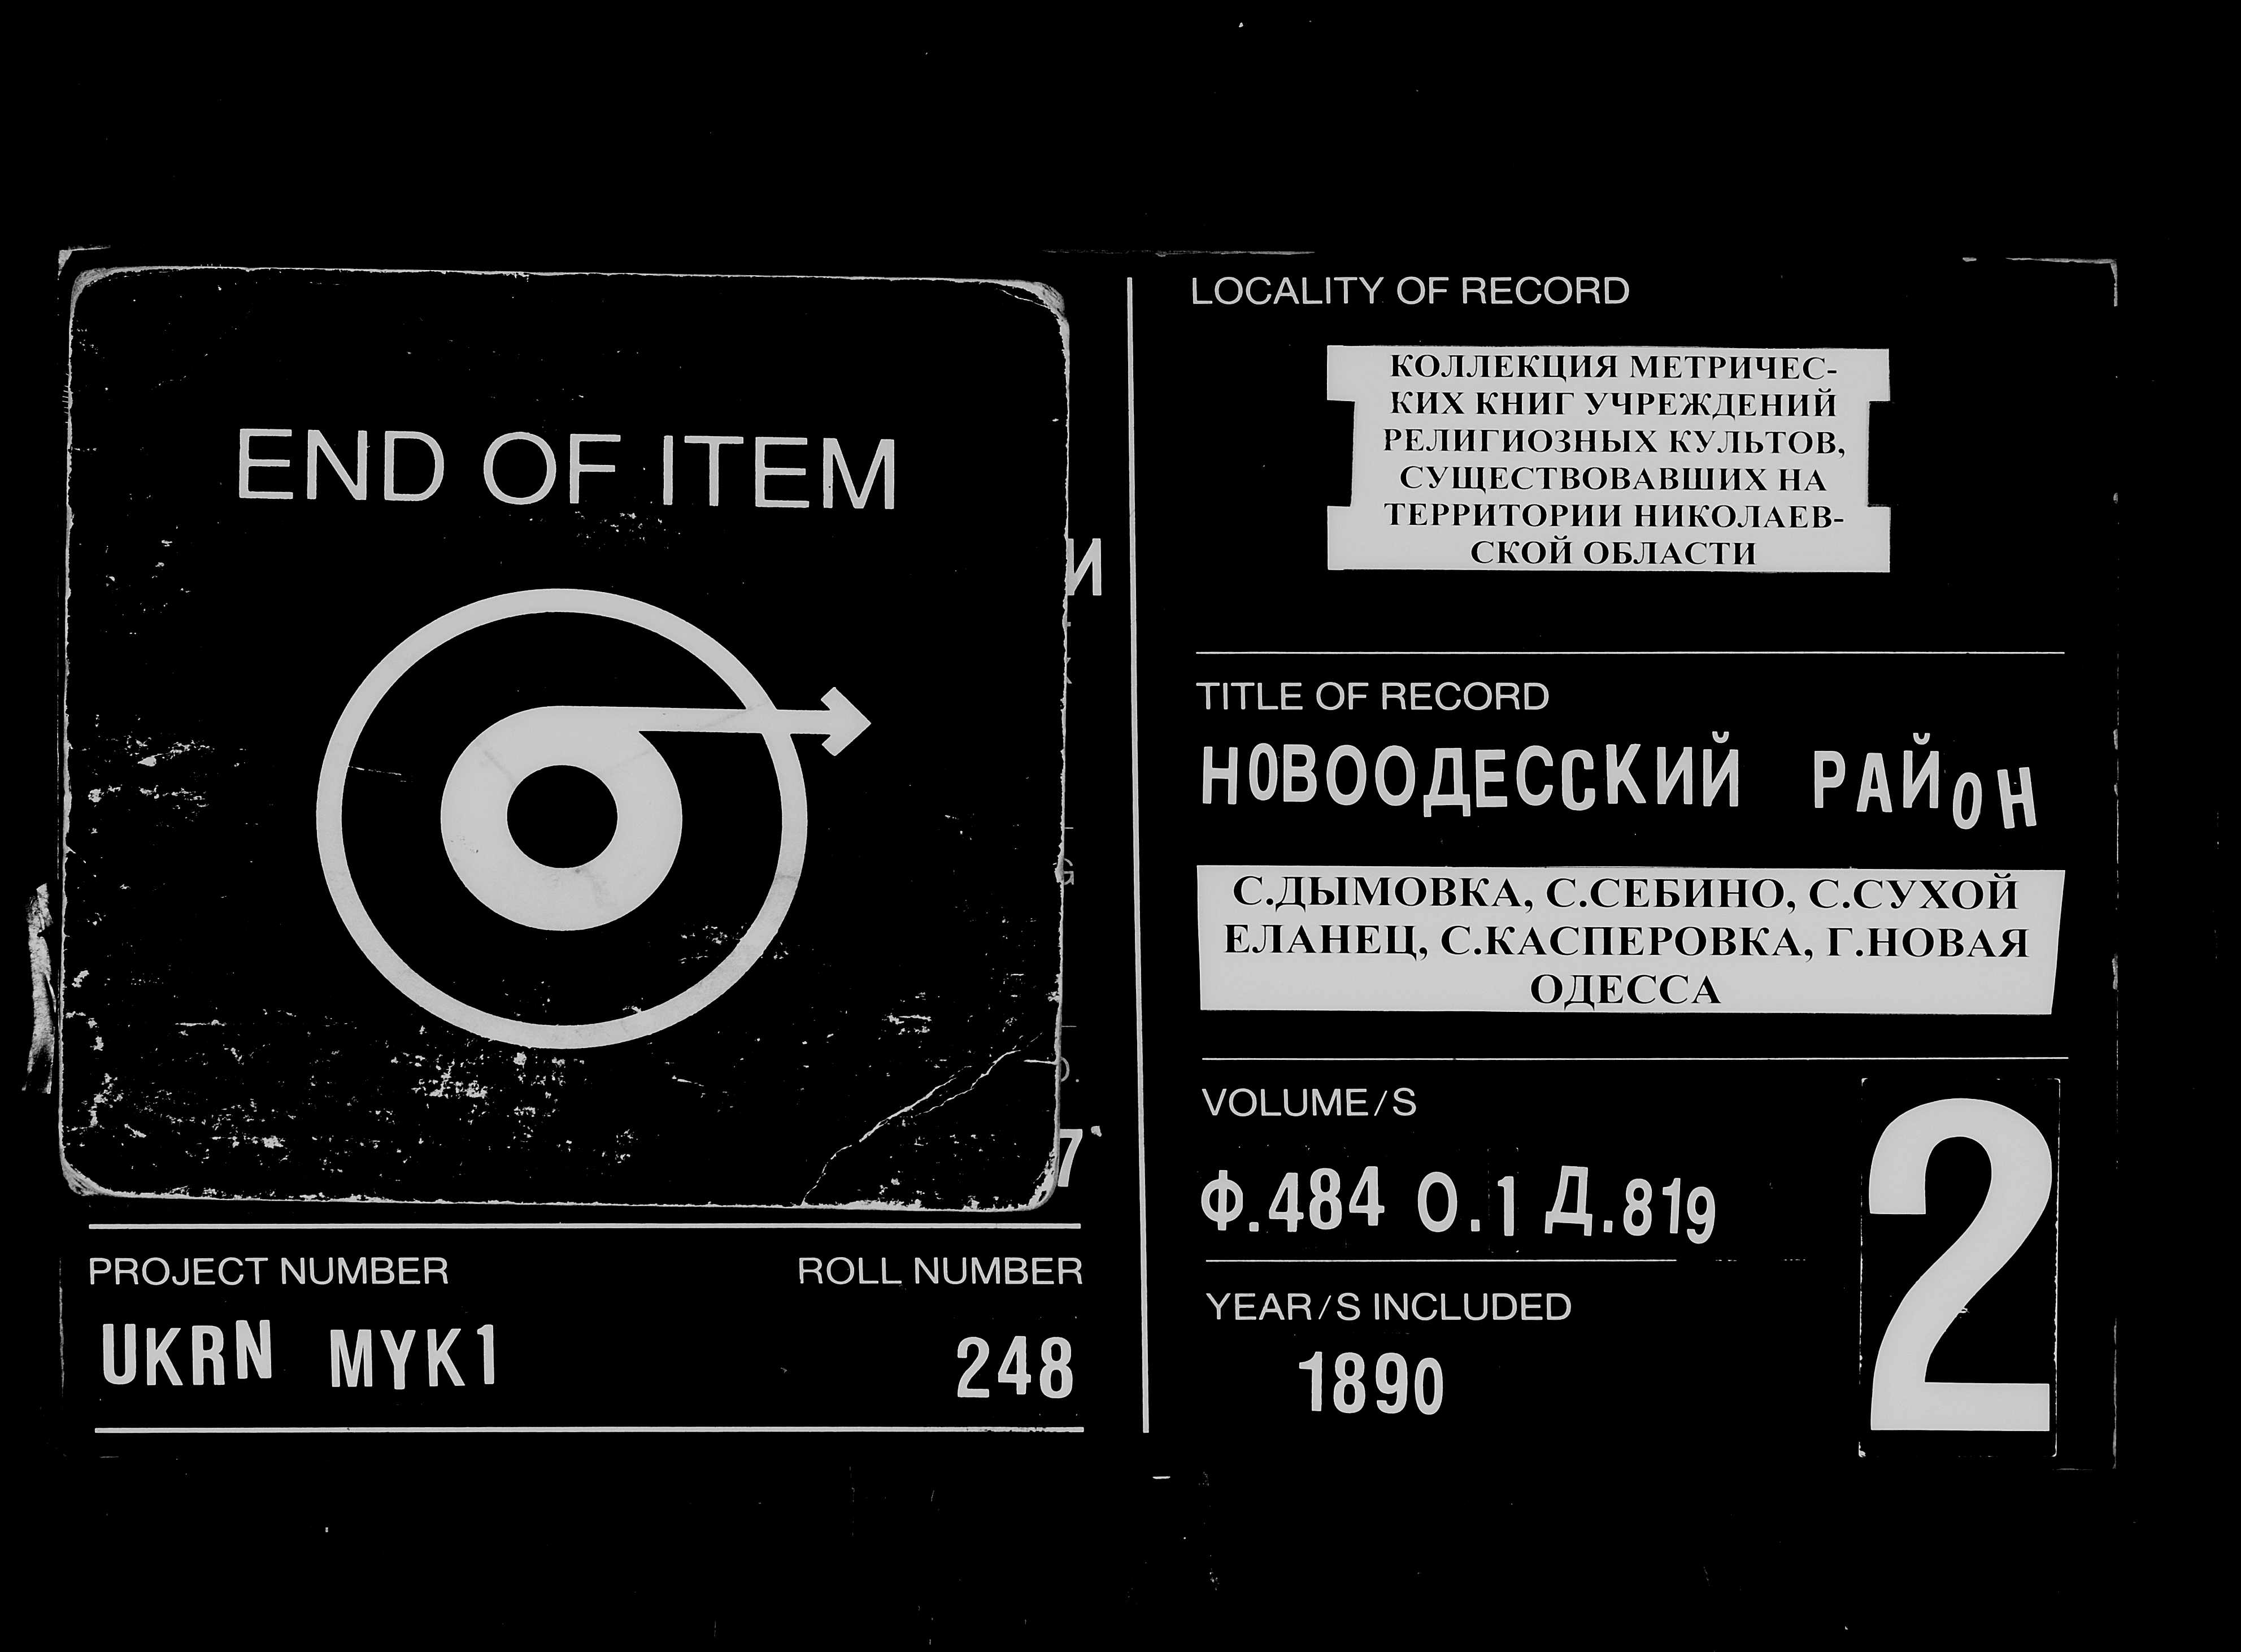 END OF ITEM
PROJECT NUMBER
ROLL NUMBER
UKRN MYK1
248
LOCALITY OF RECORD
КОЛЛЕКЦИЯ МЕТРИЧЕС-
КИХ КНИГ УЧРЕЖДЕНИЙ
РЕЛИГИОЗНЫХ КУЛЬТОВ,
СУЩЕСТВОВАВШИХ НА
ТЕРРИТОРИИ НИКОЛАЕВ-
СКОЙ ОБЛАСТИ
TITLE OF RECORD
НОВООДЕССКИЙ РАЙОН
С.ДЫМОВКА, С.СЕБИНО, С.СУХОЙ
ЕЛАНЕЦ, С.КАСПЕРОВКА, Г.НОВАЯ
ОДЕССА
VOLUME/S
Ф.484 О.1 Д.819
YEAR/S INCLUDED
1890
2